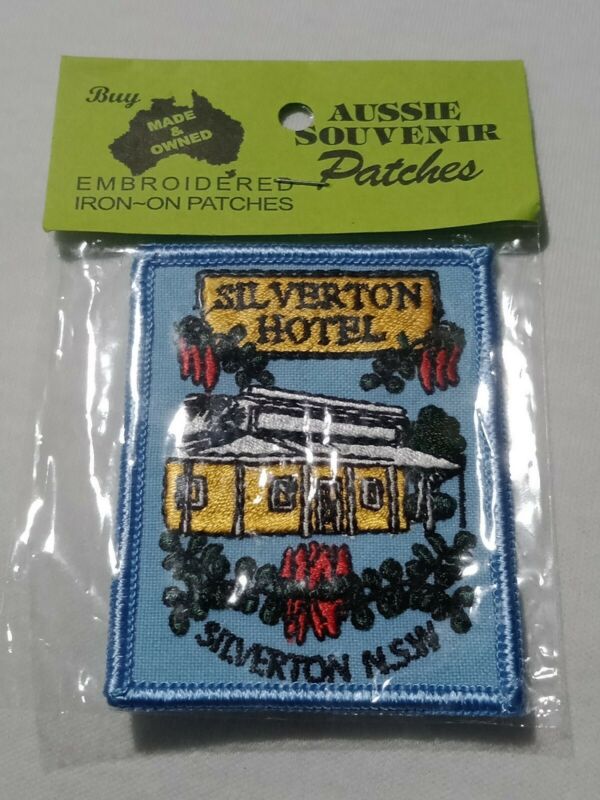 Buy
MADE
&
OWNED
EMBROIDERED
IRON~ON PATCHES
AUSSIE
SOUVENIR
Patches
SILVERTON
HOTEL
SILVERTON N.S.W